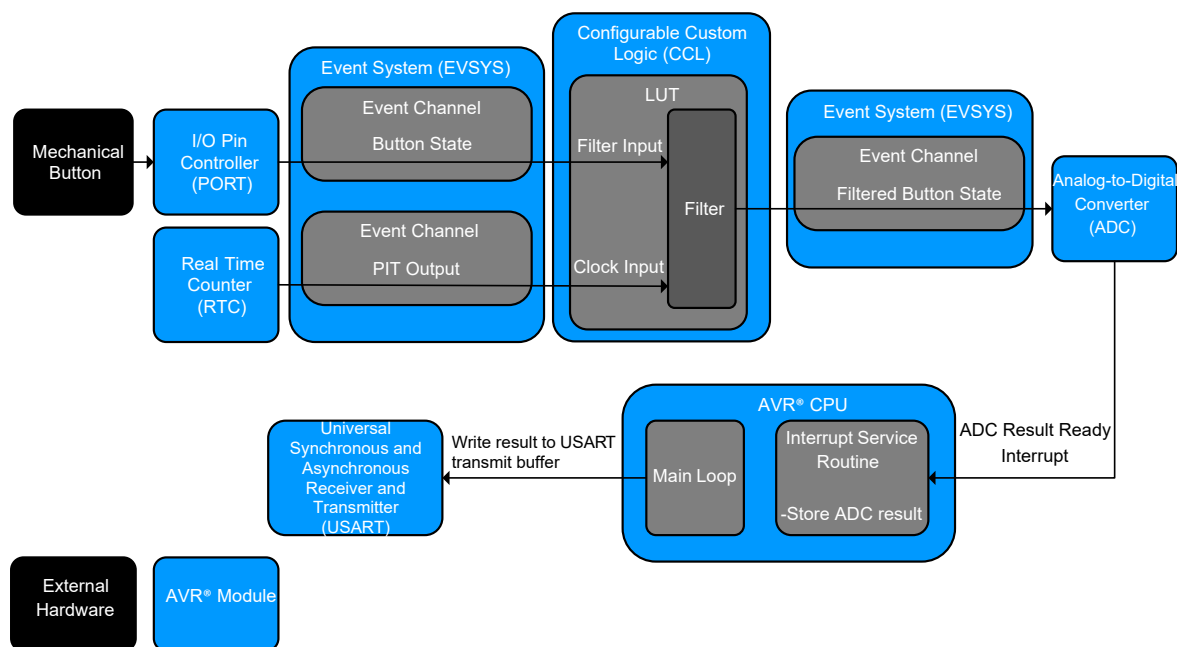 Mechanical
Button
I/O Pin
Controller
(PORT)
Real Time
Counter
(RTC)
Event System (EVSYS)
Event Channel
Button State
Event Channel
PIT Output
Configurable Custom
Logic (CCL)
LUT
Filter Input
Filter
Clock Input
Event System (EVSYS)
Event Channel
Filtered Button State
Analog-to-Digital
Converter
(ADC)
ADC Result Ready
Interrupt
AVR® CPU
Interrupt Service
Routine
-Store ADC result
Main Loop
Write result to USART
transmit buffer
Universal
Synchronous and
Asynchronous
Receiver and
Transmitter
(USART)
External
Hardware
AVR® Module